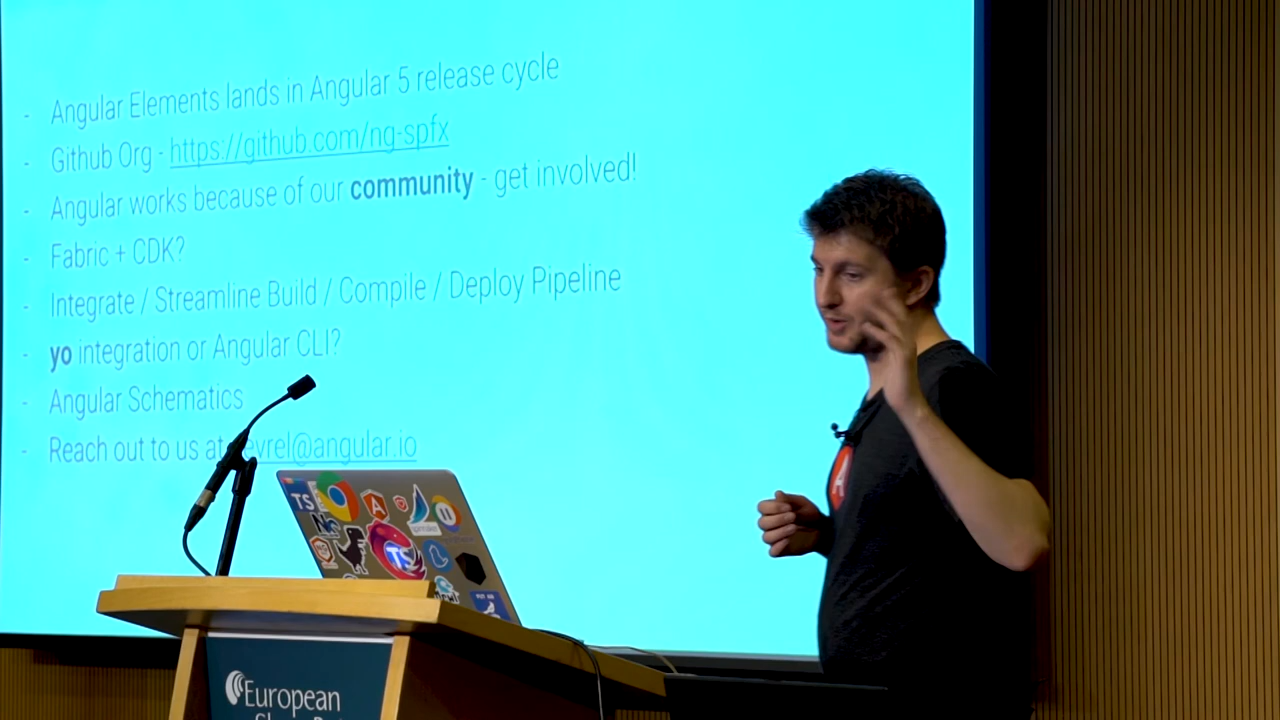 - Angular Elements lands in Angular 5 release cycle
- Github Org - https://github.com/ng-spfx
- Angular works because of our community - get involved!
- Fabric + CDK?
- Integrate / Streamline Build / Compile / Deploy Pipeline
- yo integration or Angular CLI?
- Angular Schematics
- Reach out to us at
TS
A
TS
European